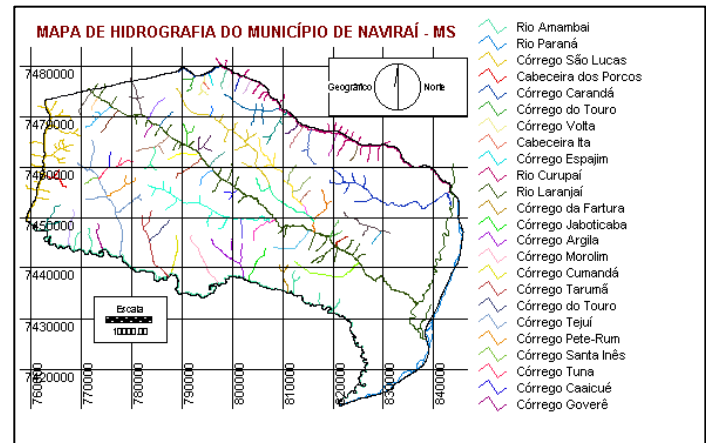 MAPA DE HIDROGRAFIA DO MUNICÍPIO DE NAVIRAÍ - MS
Geográfico Norte
7480000
7470000
7460000
7450000
7440000
7430000
7420000
760000
770000
780000
790000
800000
810000
820000
830000
840000
Escala
10000.00
Rio Amambai
Rio Paraná
Córrego São Lucas
Cabeceira dos Porcos
Córrego Carandá
Córrego do Touro
Córrego Volta
Cabeceira Ita
Córrego Espajim
Rio Curupaí
Rio Laranjaí
Córrego da Fartura
Córrego Jaboticaba
Córrego Argila
Córrego Morolim
Córrego Cumandá
Córrego Tarumã
Córrego do Touro
Córrego Tejuí
Córrego Pete-Rum
Córrego Santa Inês
Córrego Tuna
Córrego Caaicué
Córrego Goverê